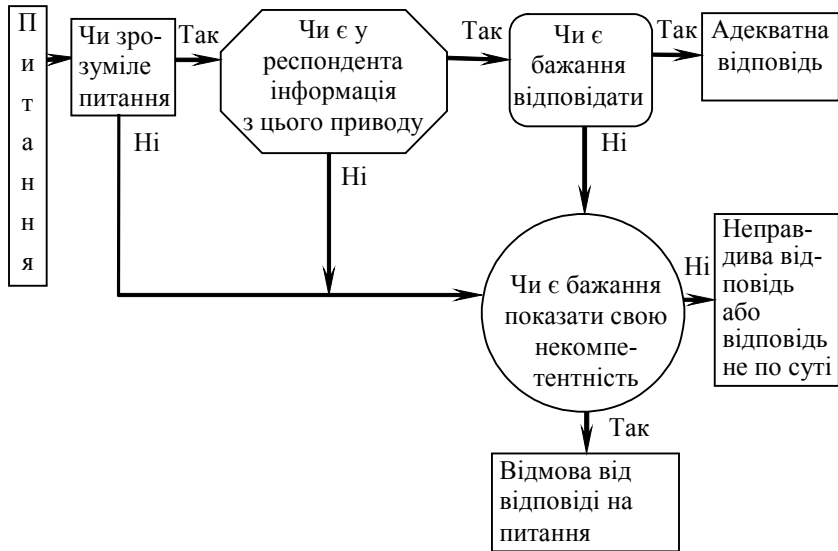 Питання
Чи зро-
зуміле
питання
Так
Чи є у
респондента
інформація
з цього приводу
Так
Чи є
бажання
відповідати
Так
Адекватна
відповідь
Ні
Ні
Ні
Чи є бажання
показати свою
некомпе-
тентність
Ні
Неправ-
дива від-
повідь
або
відповідь
не по суті
Так
Відмова від
відповіді на
питання